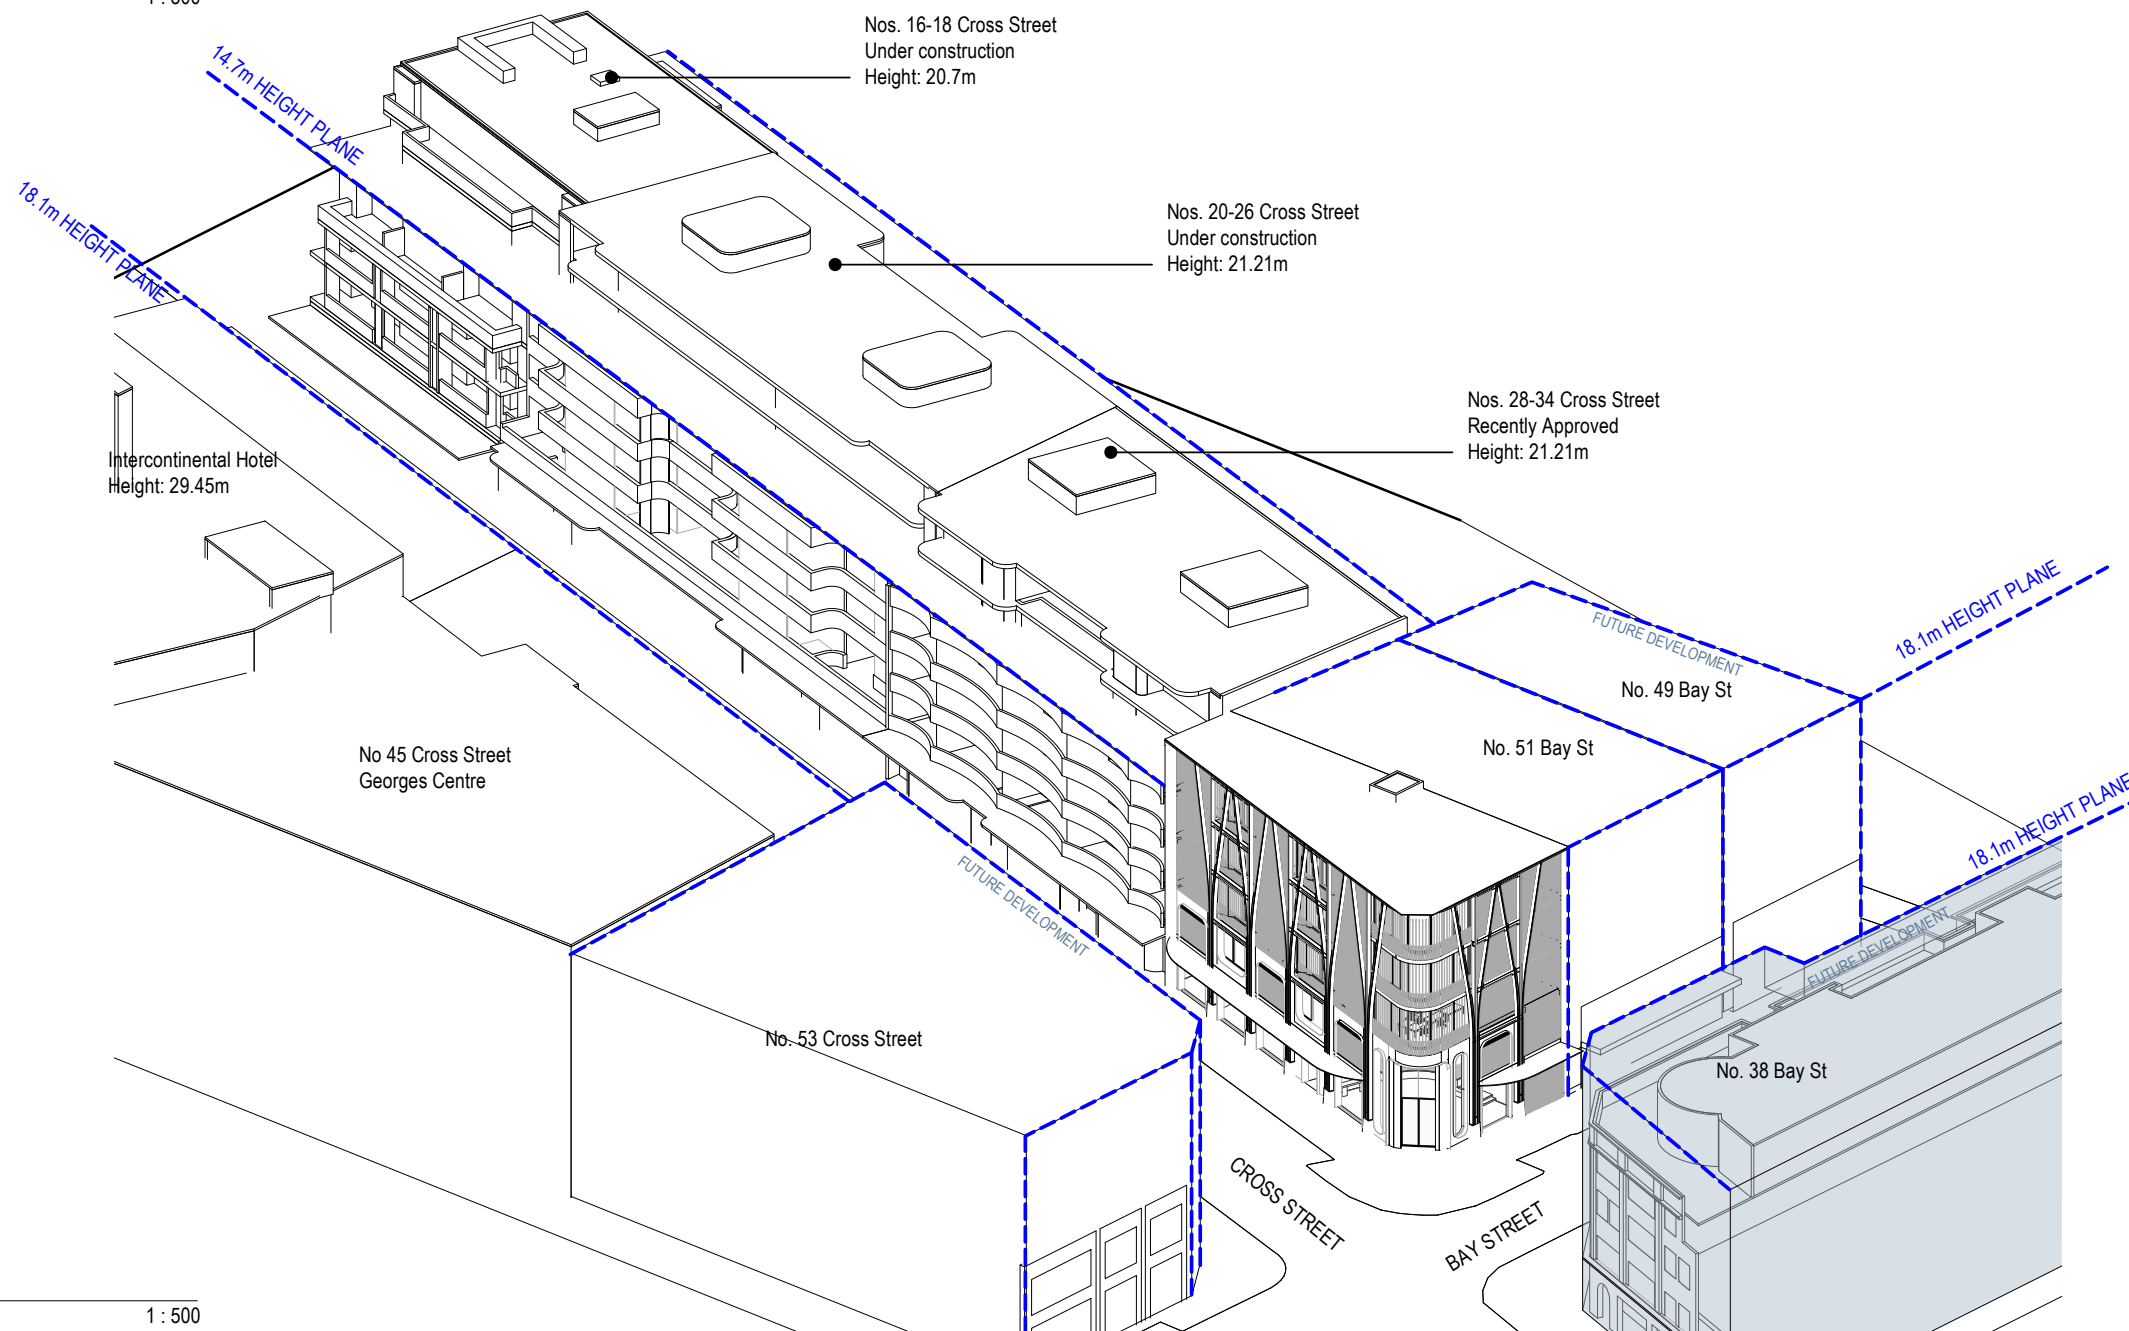 Nos. 16-18 Cross Street
Under construction
Height: 20.7m
14.7m HEIGHT PLANE
18.1m HEIGHT PLANE
Nos. 20-26 Cross Street
Under construction
Height: 21.21m
Nos. 28-34 Cross Street
Recently Approved
Height: 21.21m
Intercontinental Hotel
Height: 29.45m
18.1m HEIGHT PLANE
FUTURE DEVELOPMENT
No. 49 Bay St
No. 51 Bay St
No 45 Cross Street
Georges Centre
18.1m HEIGHT PLANE
FUTURE DEVELOPMENT
FUTURE DEVELOPMENT
No. 53 Cross Street
No. 38 Bay St
CROSS STREET
BAY STREET
1 : 500